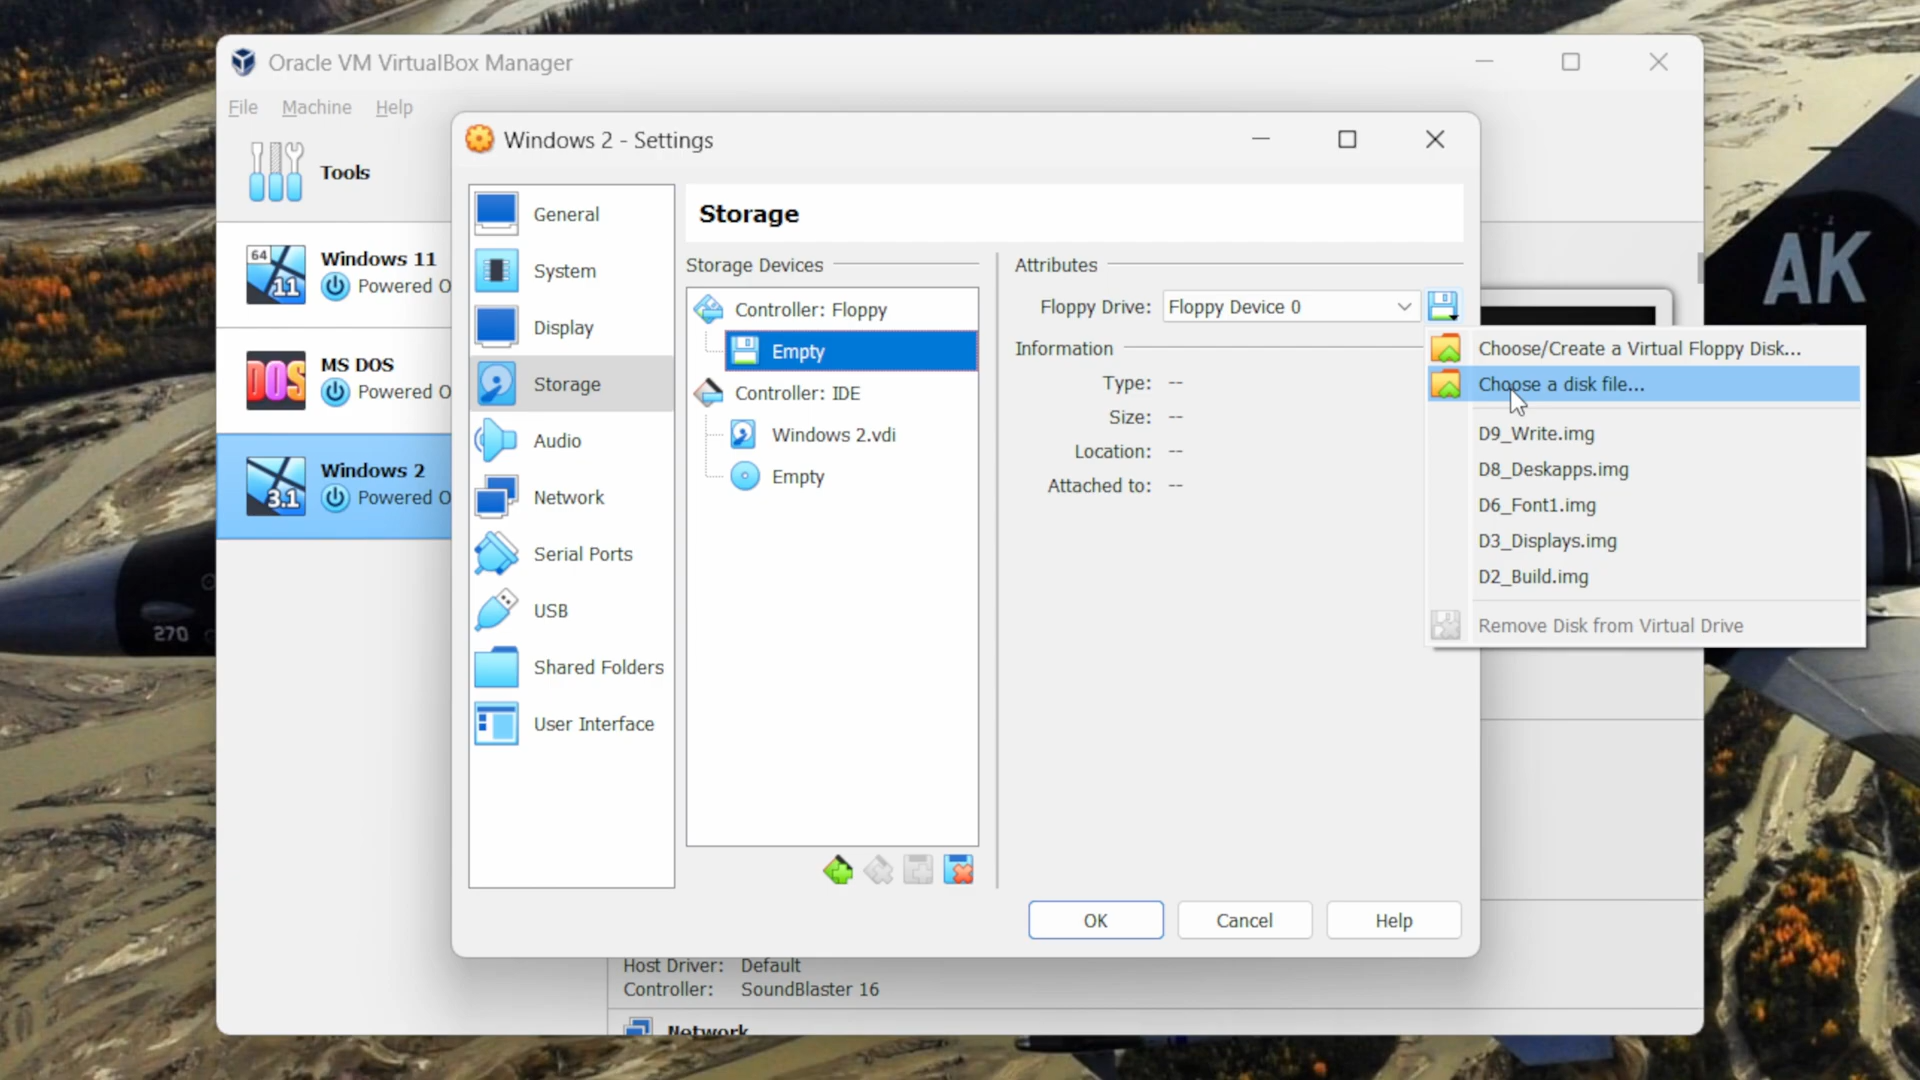 Oracle VM VirtualBox Manager
File Machine Help
Tools
64
11
Windows 11
Powered O
DOS
MS DOS
Powered O
3.1
Windows 2
Powered O
Windows 2 - Settings
General
System
Display
Storage
Audio
Network
Serial Ports
USB
Shared Folders
User Interface
Storage
Storage Devices
Controller: Floppy
Empty
Controller: IDE
Windows 2.vdi
Empty
Attributes
Floppy Drive: Floppy Device 0
Information
Type: --
Size: --
Location: --
Attached to: --
Choose/Create a Virtual Floppy Disk...
Choose a disk file...
D9_Write.img
D8_Deskapps.img
D6_Font1.img
D3_Displays.img
D2_Build.img
Remove Disk from Virtual Drive
OK
Cancel
Help
Host Driver: Default
Controller: SoundBlaster 16
Network
AK
270